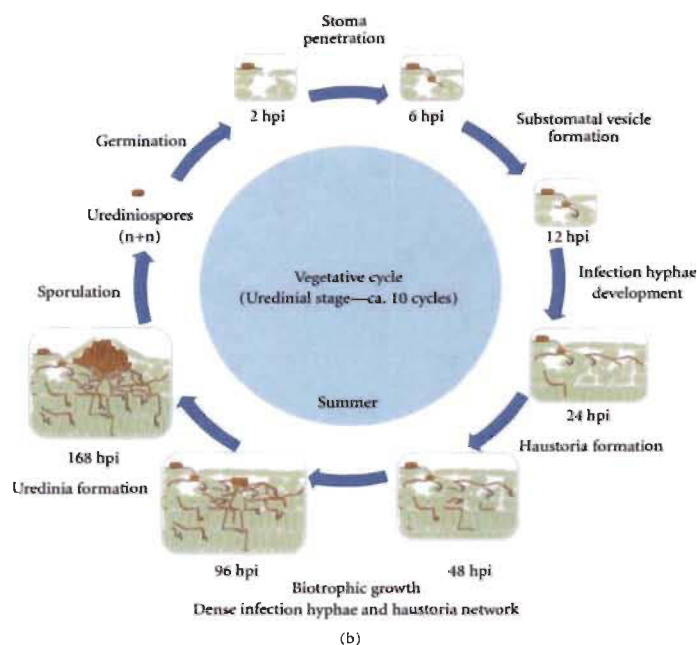 Stoma
penetration
2 hpi
6 hpi
Substomatal vesicle
formation
Germination
Urediniospores
(n+n)
12 hpi
Infection hyphae
development
Vegetative cycle
(Uredinial stage—ca. 10 cycles)
Sporulation
Summer
24 hpi
Haustoria formation
168 hpi
Uredinia formation
96 hpi
48 hpi
Biotrophic growth
Dense infection hyphae and haustoria network
(b)